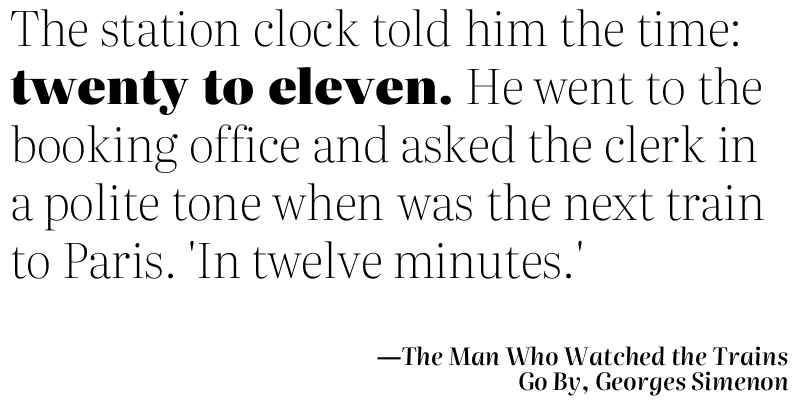 The station clock told him the time:
twenty to eleven. He went to the
booking office and asked the clerk in
a polite tone when was the next train
to Paris. 'In twelve minutes.'
—The Man Who Watched the Trains
Go By, Georges Simenon